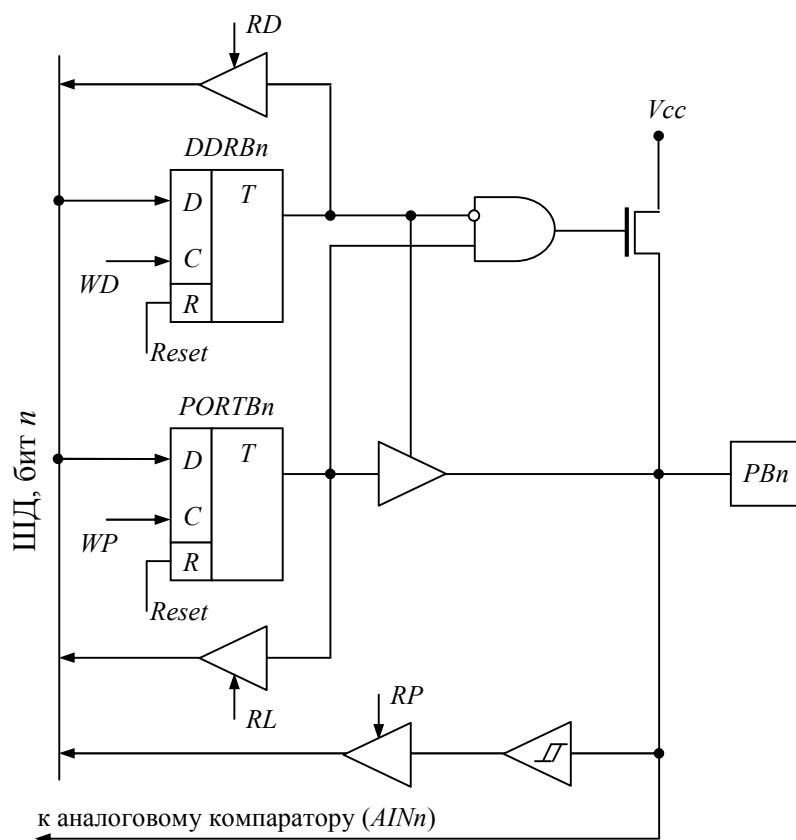 RD
Vcc
DDRBn
D
T
C
WD
R
Reset
PORTBn
D
T
C
WP
R
Reset
PBn
ШД, бит n
RL
RP
к аналоговому компаратору (AINn)